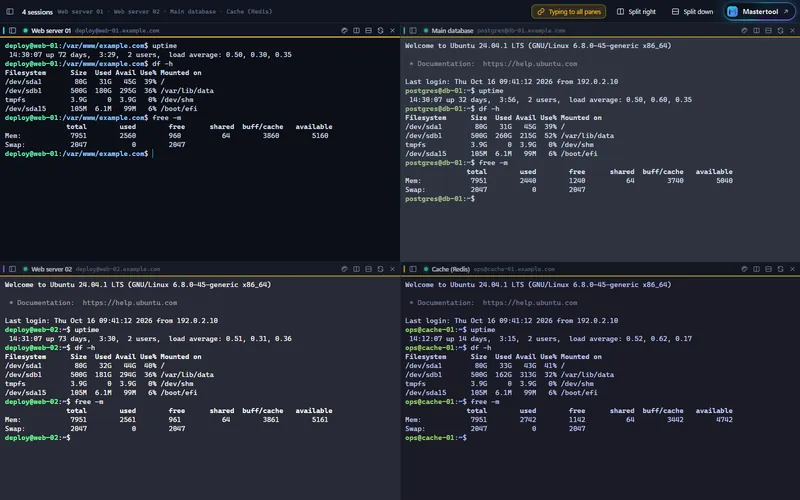 4 sessions Web server 01 · Web server 02 · Main database · Cache (Redis)
Typing to all panes Split right Split down Mastertool ↗
Web server 01 deploy@web-01.example.com
deploy@web-01:/var/www/example.com$ uptime
14:30:07 up 72 days, 3:29, 2 users, load average: 0.50, 0.30, 0.35
deploy@web-01:/var/www/example.com$ df -h
Filesystem Size Used Avail Use% Mounted on
/dev/sda1 80G 31G 45G 39% /
/dev/sdb1 500G 180G 295G 36% /var/lib/data
tmpfs 3.9G 0 3.9G 0% /dev/shm
/dev/sda15 105M 6.1M 99M 6% /boot/efi
deploy@web-01:/var/www/example.com$ free -m
total used free shared buff/cache available
Mem: 7951 2560 960 64 3860 5160
Swap: 2047 0 2047
deploy@web-01:/var/www/example.com$
Main database postgres@db-01.example.com
Welcome to Ubuntu 24.04.1 LTS (GNU/Linux 6.8.0-45-generic x86_64)
* Documentation: https://help.ubuntu.com
Last login: Thu Oct 16 09:41:12 2026 from 192.0.2.10
postgres@db-01:~$ uptime
14:30:07 up 32 days, 3:56, 2 users, load average: 0.50, 0.60, 0.35
postgres@db-01:~$ df -h
Filesystem Size Used Avail Use% Mounted on
/dev/sda1 80G 31G 45G 39% /
/dev/sdb1 500G 260G 215G 52% /var/lib/data
tmpfs 3.9G 0 3.9G 0% /dev/shm
/dev/sda15 105M 6.1M 99M 6% /boot/efi
postgres@db-01:~$ free -m
total used free shared buff/cache available
Mem: 7951 2440 1240 64 3740 5040
Swap: 2047 0 2047
postgres@db-01:~$
Web server 02 deploy@web-02.example.com
Welcome to Ubuntu 24.04.1 LTS (GNU/Linux 6.8.0-45-generic x86_64)
* Documentation: https://help.ubuntu.com
Last login: Thu Oct 16 09:41:12 2026 from 192.0.2.10
deploy@web-02:~$ uptime
14:31:07 up 73 days, 3:30, 2 users, load average: 0.51, 0.31, 0.36
deploy@web-02:~$ df -h
Filesystem Size Used Avail Use% Mounted on
/dev/sda1 80G 32G 44G 40% /
/dev/sdb1 500G 181G 294G 36% /var/lib/data
tmpfs 3.9G 0 3.9G 0% /dev/shm
/dev/sda15 105M 6.1M 99M 6% /boot/efi
deploy@web-02:~$ free -m
total used free shared buff/cache available
Mem: 7951 2561 961 64 3861 5161
Swap: 2047 0 2047
deploy@web-02:~$
Cache (Redis) ops@cache-01.example.com
Welcome to Ubuntu 24.04.1 LTS (GNU/Linux 6.8.0-45-generic x86_64)
* Documentation: https://help.ubuntu.com
Last login: Thu Oct 16 09:41:12 2026 from 192.0.2.10
ops@cache-01:~$ uptime
14:12:07 up 14 days, 3:15, 2 users, load average: 0.52, 0.62, 0.17
ops@cache-01:~$ df -h
Filesystem Size Used Avail Use% Mounted on
/dev/sda1 80G 33G 43G 41% /
/dev/sdb1 500G 162G 313G 32% /var/lib/data
tmpfs 3.9G 0 3.9G 0% /dev/shm
/dev/sda15 105M 6.1M 99M 6% /boot/efi
ops@cache-01:~$ free -m
total used free shared buff/cache available
Mem: 7951 2742 1142 64 3442 4742
Swap: 2047 0 2047
ops@cache-01:~$